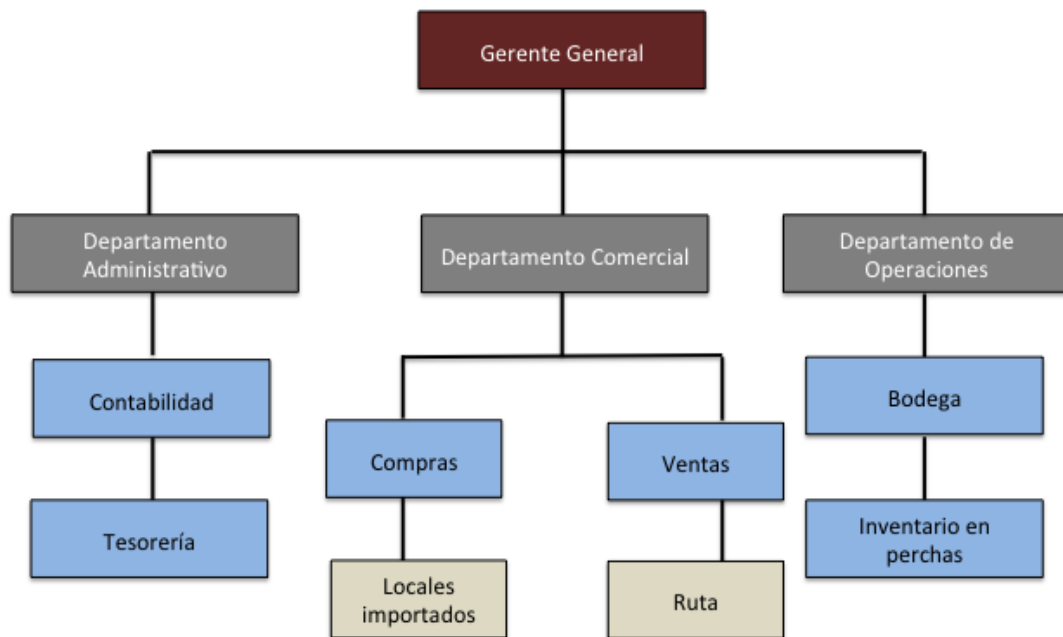 Gerente General
Departamento
Administrativo
Departamento Comercial
Departamento de
Operaciones
Contabilidad
Compras
Ventas
Bodega
Tesorería
Locales
importados
Ruta
Inventario en
perchas